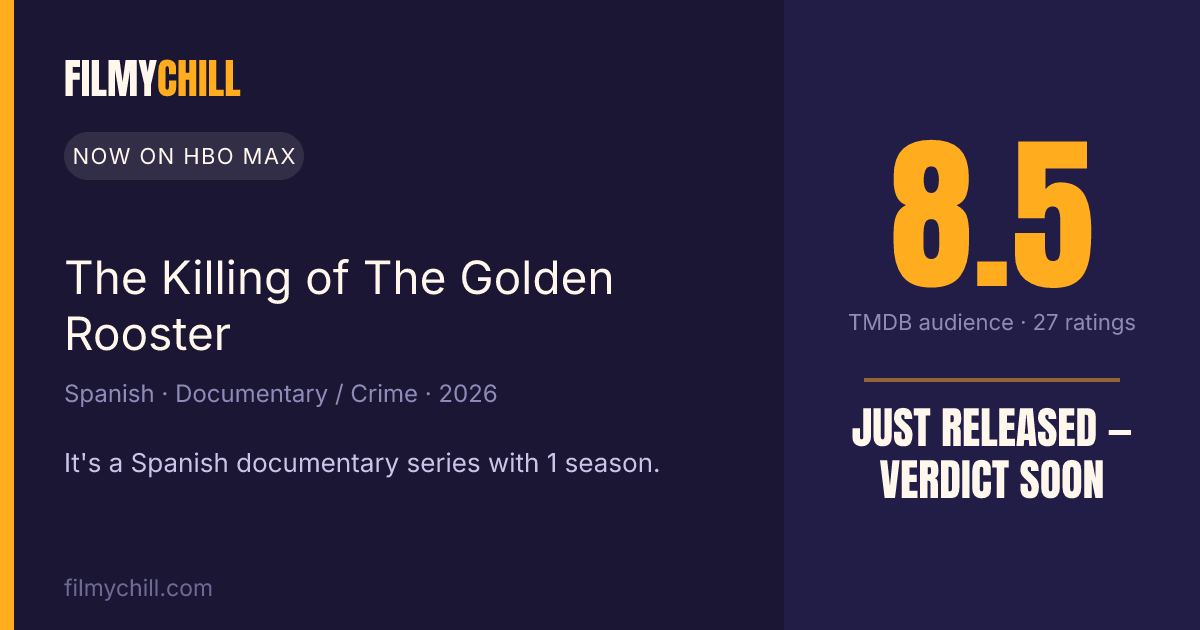 FILMYCHILL
NOW ON HBO MAX
The Killing of The Golden
Rooster
Spanish · Documentary / Crime · 2026
It's a Spanish documentary series with 1 season.
filmychill.com
8.5
TMDB audience · 27 ratings
JUST RELEASED –
VERDICT SOON